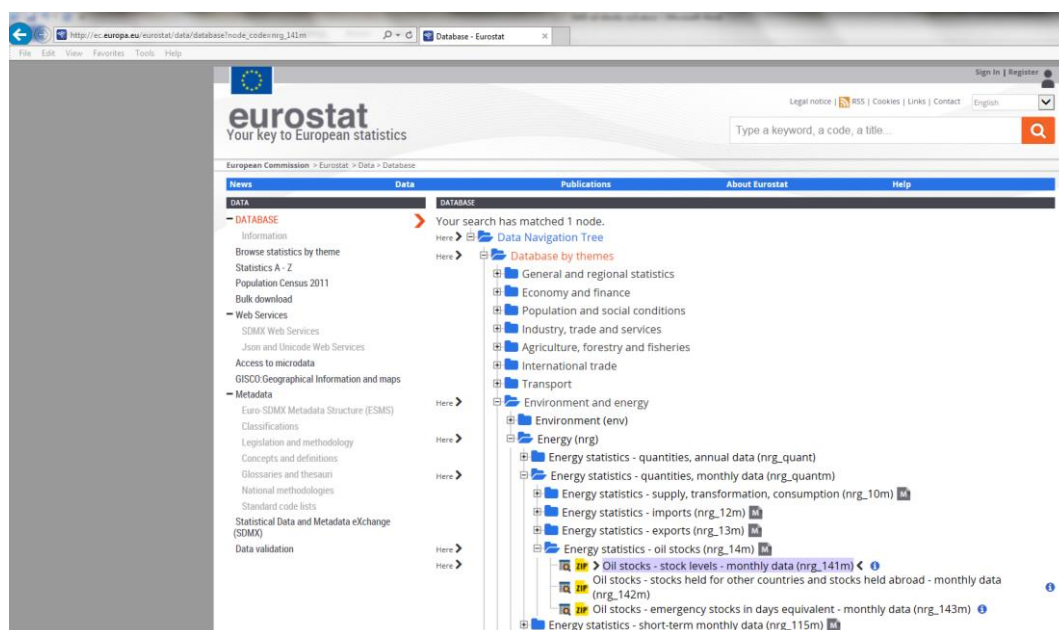 http://ec.europa.eu/eurostat/data/database?node_code=nrg_141m
Database - Eurostat
File Edit View Favorites Tools Help
Sign In | Register
Legal notice | RSS | Cookies | Links | Contact English
eurostat
Your key to European statistics
Type a keyword, a code, a title...
European Commission > Eurostat > Data > Database
News Data Publications About Eurostat Help
DATA
DATABASE
Information
Browse statistics by theme
Statistics A - Z
Population Census 2011
Bulk download
Web Services
SDMX Web Services
Json and Unicode Web Services
Access to microdata
GISCO:Geographical Information and maps
Metadata
Euro-SDMX Metadata Structure (ESMS)
Classifications
Legislation and methodology
Concepts and definitions
Glossaries and thesauri
National methodologies
Standard code lists
Statistical Data and Metadata eXchange
(SDMX)
Data validation
DATABASE
Your search has matched 1 node.
Here Data Navigation Tree
Here Database by themes
General and regional statistics
Economy and finance
Population and social conditions
Industry, trade and services
Agriculture, forestry and fisheries
International trade
Transport
Here Environment and energy
Environment (env)
Here Energy (nrg)
Energy statistics - quantities, annual data (nrg_quant)
Here Energy statistics - quantities, monthly data (nrg_quantm)
Energy statistics - supply, transformation, consumption (nrg_10m) M
Energy statistics - imports (nrg_12m) M
Energy statistics - exports (nrg_13m) M
Here Energy statistics - oil stocks (nrg_14m) M
Here ZIP Oil stocks - stock levels - monthly data (nrg_141m)
ZIP Oil stocks - stocks held for other countries and stocks held abroad - monthly data
(nrg_142m)
ZIP Oil stocks - emergency stocks in days equivalent - monthly data (nrg_143m)
Energy statistics - short-term monthly data (nrg_115m) M